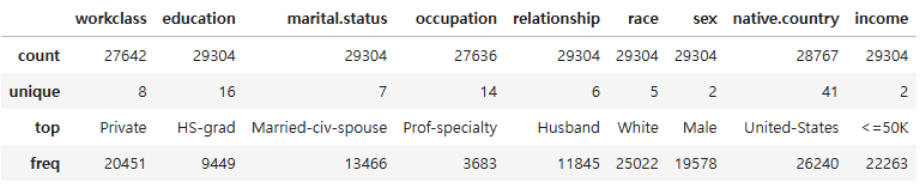 workclass education marital.status occupation relationship race sex native.country income
count 27642 29304 29304 27636 29304 29304 29304 28767 29304
unique 8 16 7 14 6 5 2 41 2
top Private HS-grad Married-civ-spouse Prof-specialty Husband White Male United-States <=50K
freq 20451 9449 13466 3683 11845 25022 19578 26240 22263